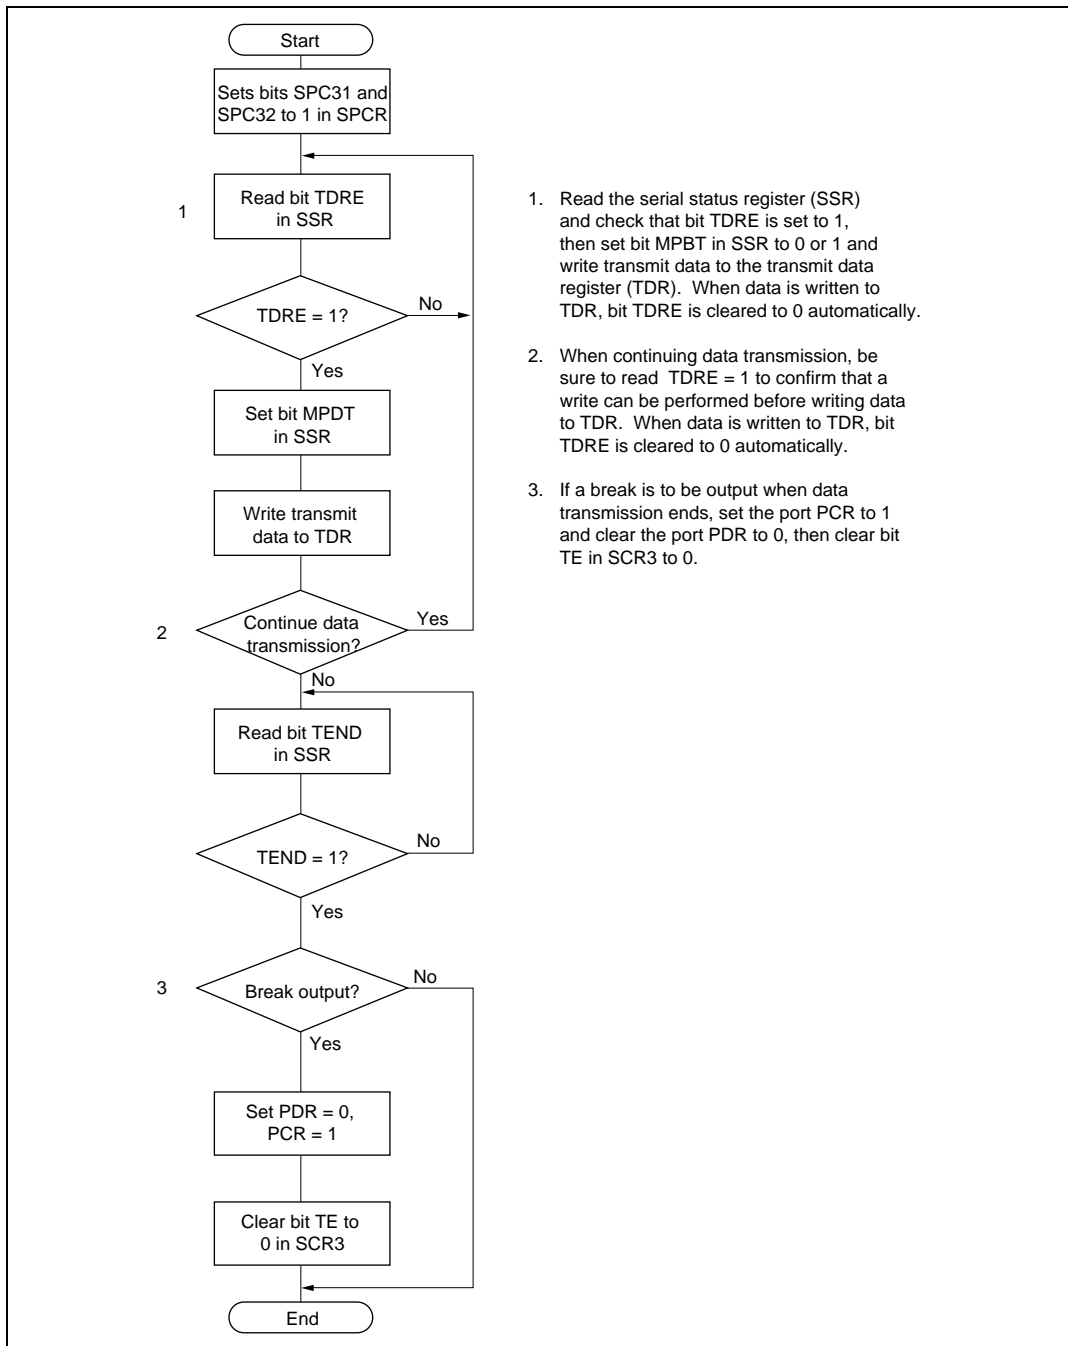 Start
Sets bits SPC31 and
SPC32 to 1 in SPCR
1
Read bit TDRE
in SSR
TDRE = 1?
No
Yes
Set bit MPDT
in SSR
Write transmit
data to TDR
2
Continue data
transmission?
Yes
No
Read bit TEND
in SSR
TEND = 1?
No
Yes
3
Break output?
No
Yes
Set PDR = 0,
PCR = 1
Clear bit TE to
0 in SCR3
End
1. Read the serial status register (SSR)
and check that bit TDRE is set to 1,
then set bit MPBT in SSR to 0 or 1 and
write transmit data to the transmit data
register (TDR). When data is written to
TDR, bit TDRE is cleared to 0 automatically.
2. When continuing data transmission, be
sure to read TDRE = 1 to confirm that a
write can be performed before writing data
to TDR. When data is written to TDR, bit
TDRE is cleared to 0 automatically.
3. If a break is to be output when data
transmission ends, set the port PCR to 1
and clear the port PDR to 0, then clear bit
TE in SCR3 to 0.